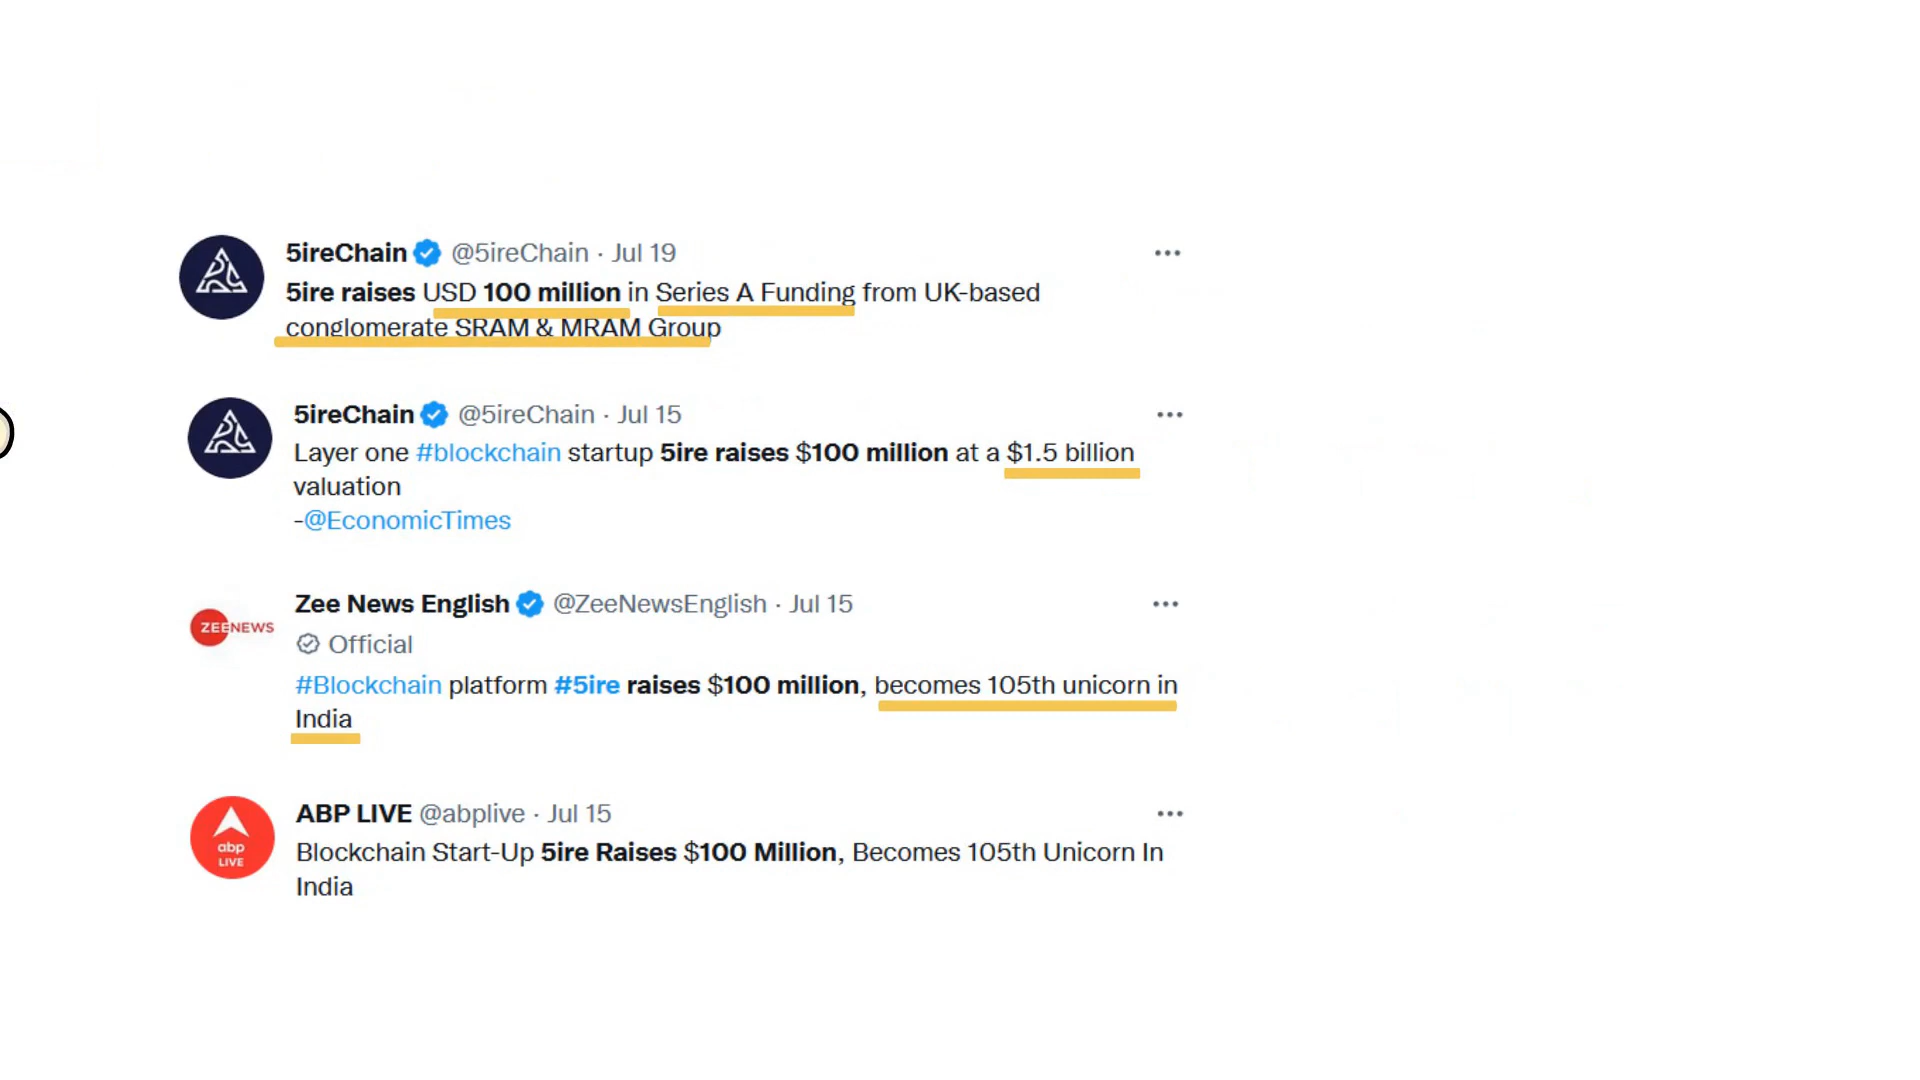 5ireChain @5ireChain · Jul 19
5ire raises USD 100 million in Series A Funding from UK-based
conglomerate SRAM & MRAM Group
5ireChain @5ireChain · Jul 15
Layer one #blockchain startup 5ire raises $100 million at a $1.5 billion
valuation
-@EconomicTimes
ZEENEWS
Zee News English @ZeeNewsEnglish · Jul 15
Official
#Blockchain platform #5ire raises $100 million, becomes 105th unicorn in
India
abp
LIVE
ABP LIVE @abplive · Jul 15
Blockchain Start-Up 5ire Raises $100 Million, Becomes 105th Unicorn In
India